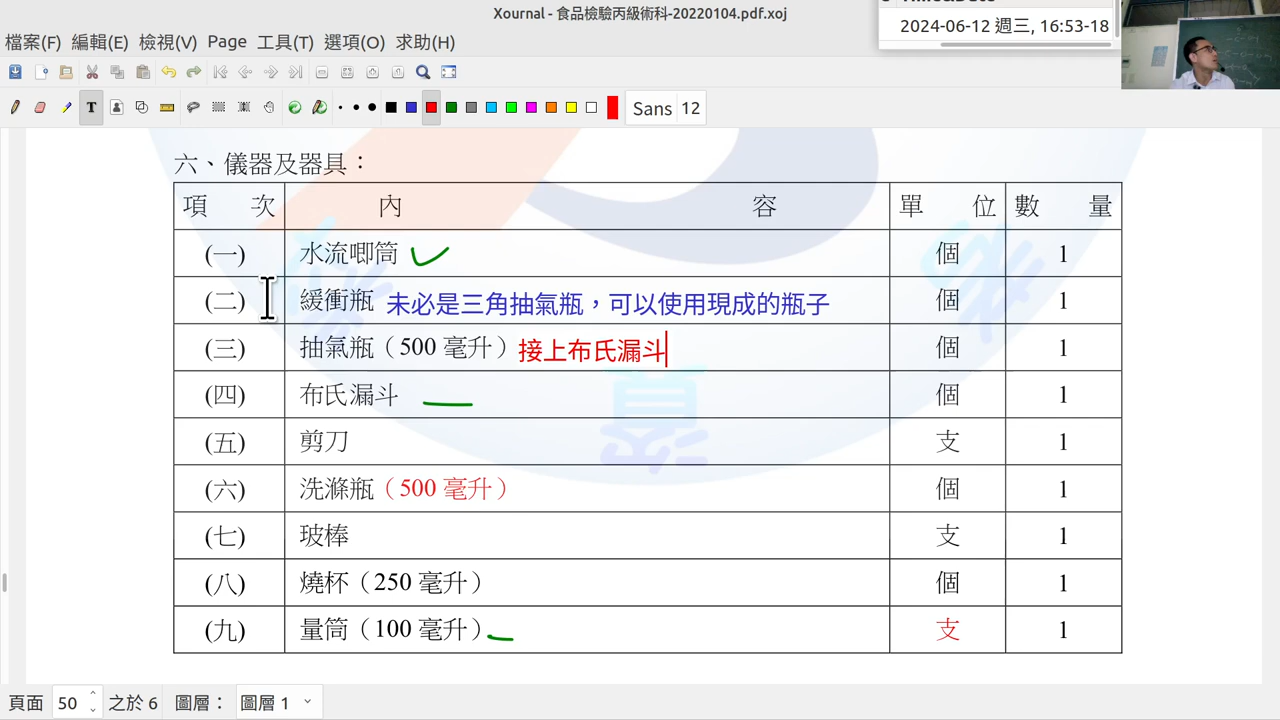 Xournal - 食品檢驗丙級術科-20220104.pdf.xoj
2024-06-12 週三, 16:53-18
檔案(F) 編輯(E) 檢視(V) Page 工具(T) 選項(O) 求助(H)
T Sans 12
六、儀器及器具：
項 次 內 容 單 位 數 量
(一) 水流唧筒 個 1
(二) 緩衝瓶 未必是三角抽氣瓶，可以使用現成的瓶子 個 1
(三) 抽氣瓶（500 毫升）接上布氏漏斗 個 1
(四) 布氏漏斗 個 1
(五) 剪刀 支 1
(六) 洗滌瓶（500 毫升） 個 1
(七) 玻棒 支 1
(八) 燒杯（250 毫升） 個 1
(九) 量筒（100 毫升） 支 1
頁面 50 之於 6 圖層： 圖層 1